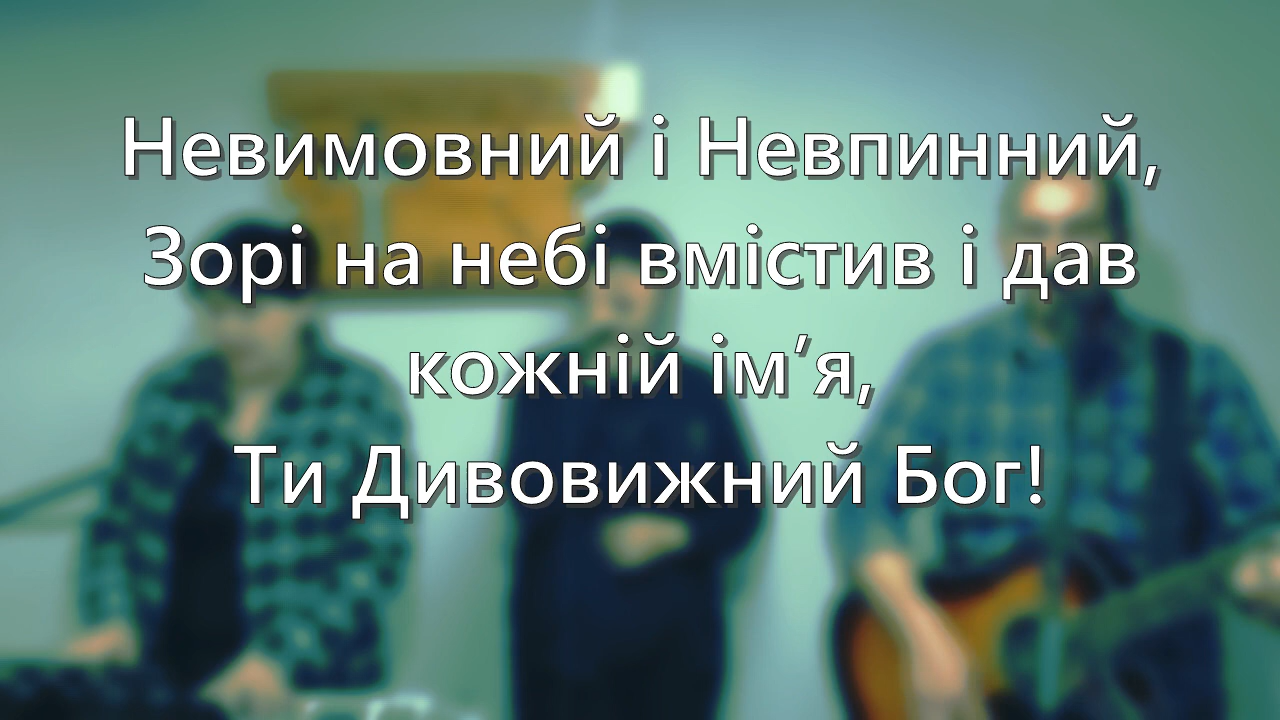 Невимовний і Невпинний,
Зорі на небі вмістив і дав
кожній ім’я,
Ти Дивовижний Бог!